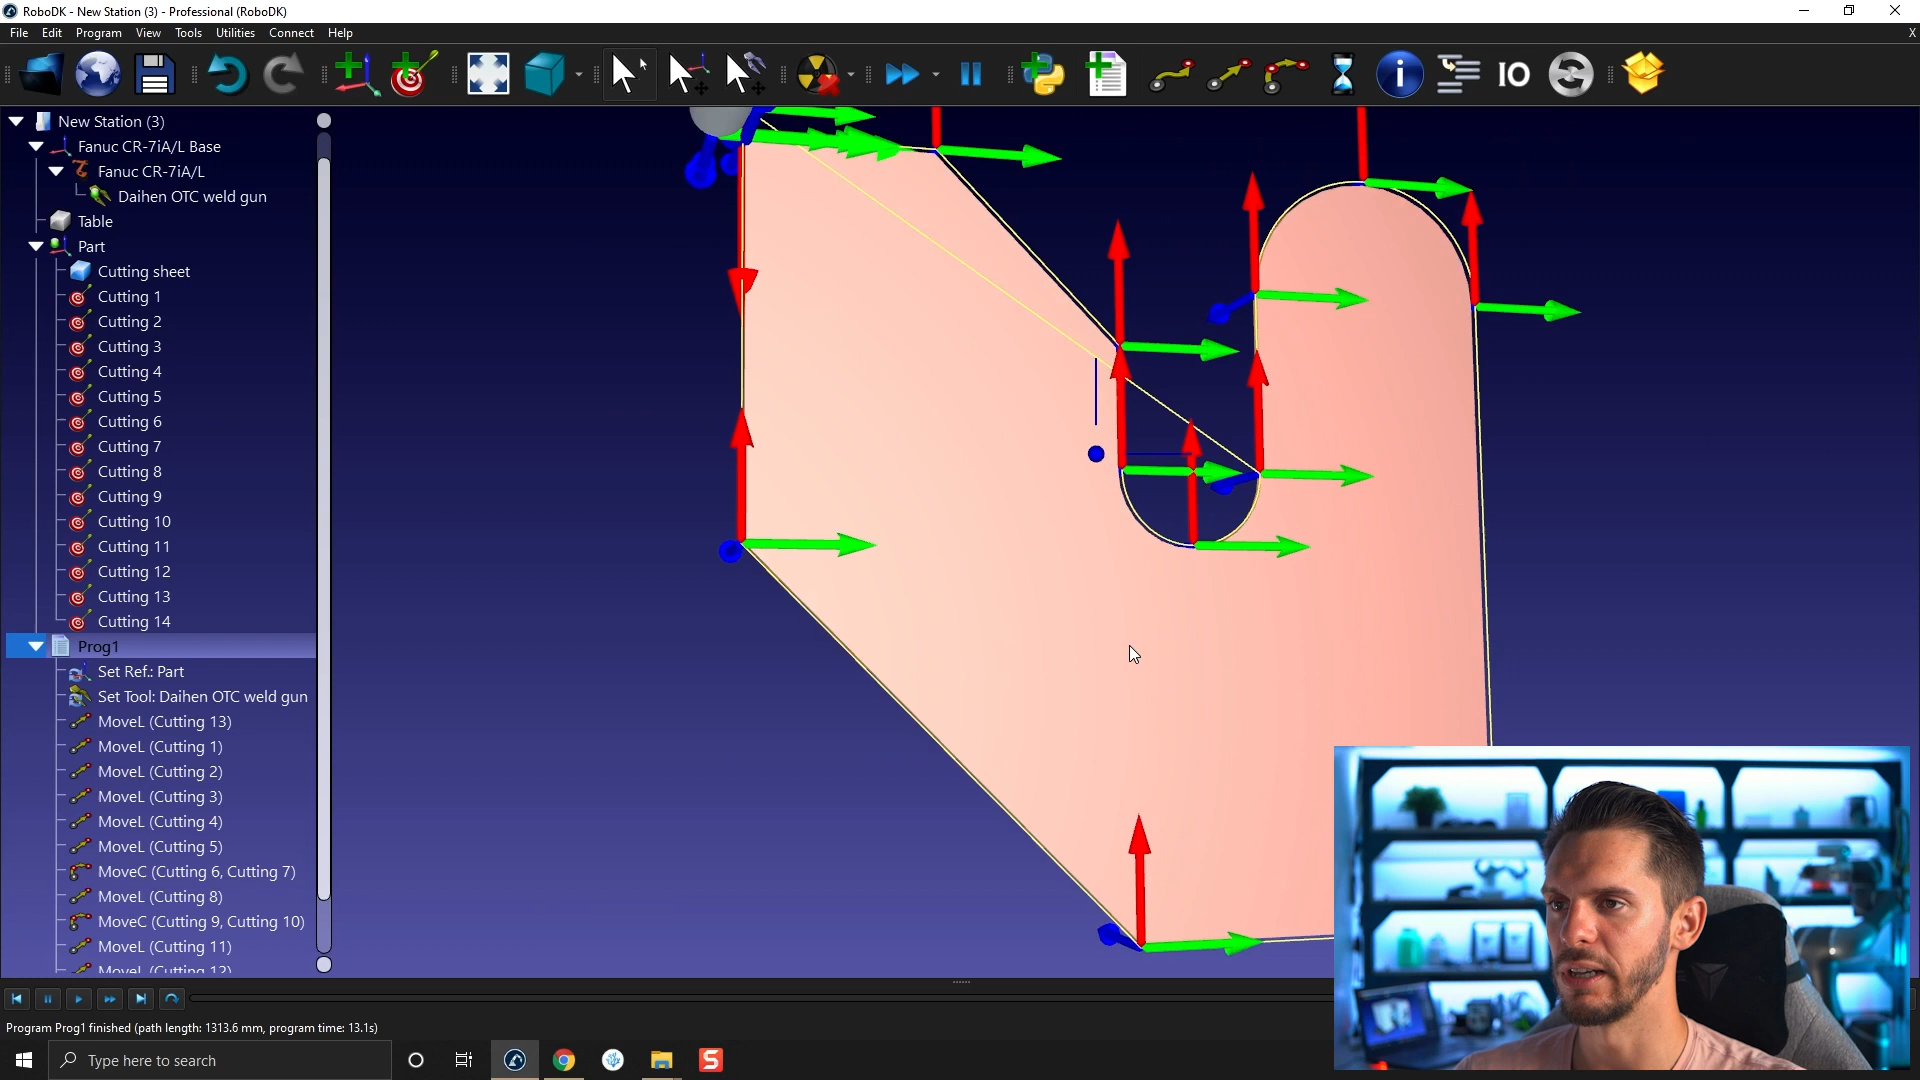 RoboDK - New Station (3) - Professional (RoboDK)
File Edit Program View Tools Utilities Connect Help X
IO
New Station (3)
Fanuc CR-7iA/L Base
Fanuc CR-7iA/L
Daihen OTC weld gun
Table
Part
Cutting sheet
Cutting 1
Cutting 2
Cutting 3
Cutting 4
Cutting 5
Cutting 6
Cutting 7
Cutting 8
Cutting 9
Cutting 10
Cutting 11
Cutting 12
Cutting 13
Cutting 14
Prog1
Set Ref.: Part
Set Tool: Daihen OTC weld gun
MoveL (Cutting 13)
MoveL (Cutting 1)
MoveL (Cutting 2)
MoveL (Cutting 3)
MoveL (Cutting 4)
MoveL (Cutting 5)
MoveC (Cutting 6, Cutting 7)
MoveL (Cutting 8)
MoveC (Cutting 9, Cutting 10)
MoveL (Cutting 11)
MoveL (Cutting 12)
Program Prog1 finished (path length: 1313.6 mm, program time: 13.1s)
Type here to search